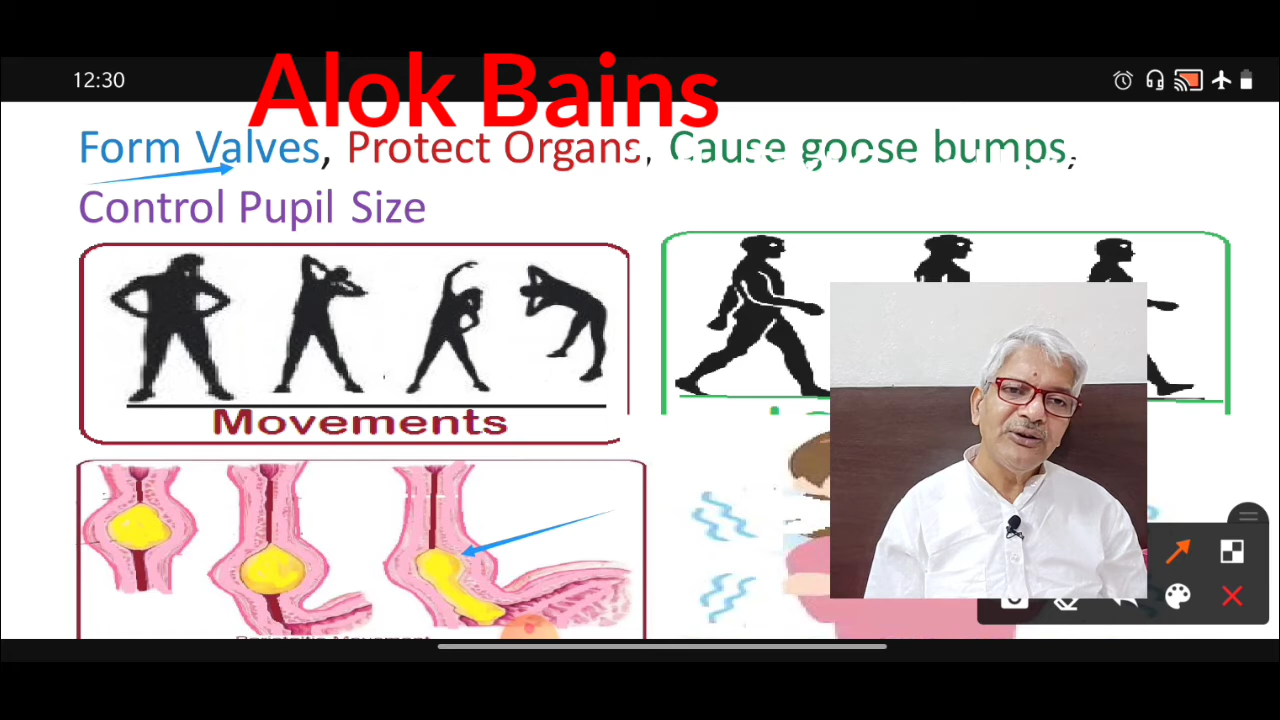 12:30
Alok Bains
Form Valves, Protect Organs, Cause goose bumps,
Control Pupil Size
Movements